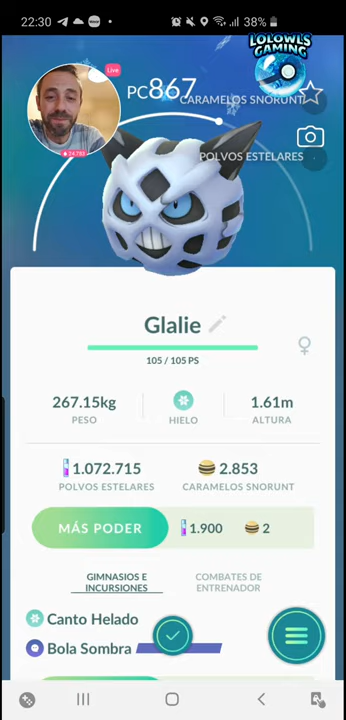 22:30
38%
LOLOWLS
GAMING
Live
24.783
PC867
CARAMELOS SNORUNT
POLVOS ESTELARES
Glalie
105 / 105 PS
267.15kg
PESO
HIELO
1.61m
ALTURA
1.072.715
POLVOS ESTELARES
2.853
CARAMELOS SNORUNT
MÁS PODER
1.900
2
GIMNASIOS E
INCURSIONES
COMBATES DE
ENTRENADOR
Canto Helado
Bola Sombra